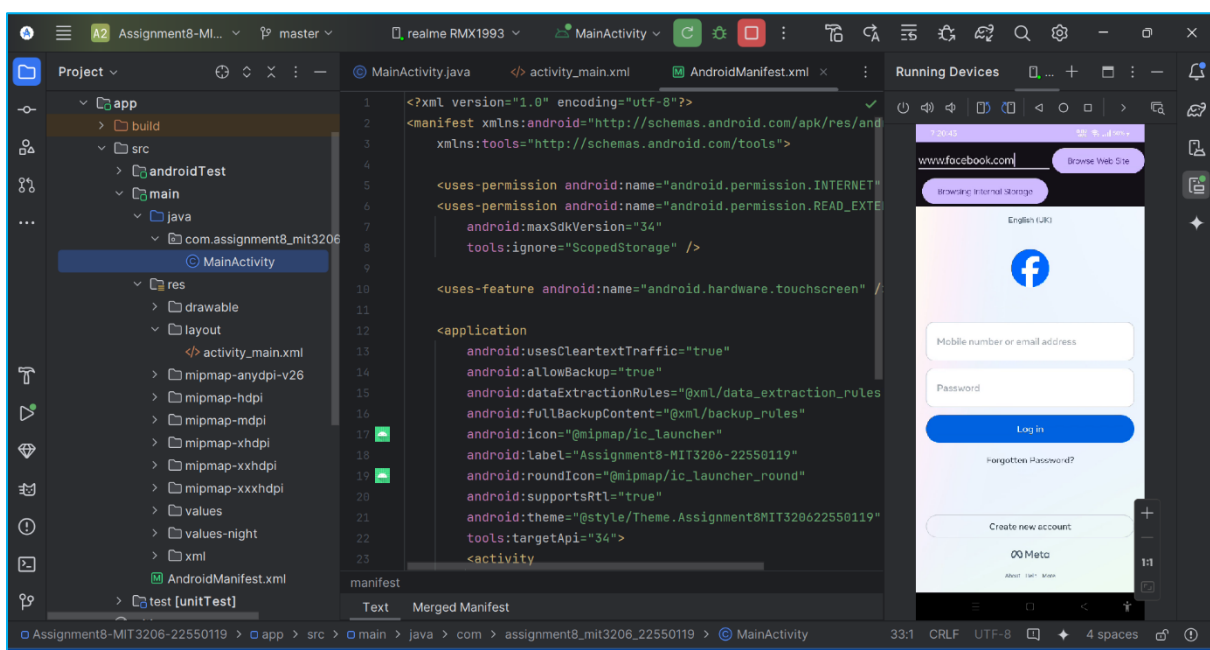 A2 Assignment8-MI... master realme RMX1993 MainActivity
Project
app
build
src
androidTest
main
java
com.assignment8_mit3206
MainActivity
res
drawable
layout
activity_main.xml
mipmap-anydpi-v26
mipmap-hdpi
mipmap-mdpi
mipmap-xhdpi
mipmap-xxhdpi
mipmap-xxxhdpi
values
values-night
xml
AndroidManifest.xml
test [unitTest]
MainActivity.java activity_main.xml AndroidManifest.xml
1 <?xml version="1.0" encoding="utf-8"?>
2 <manifest xmlns:android="http://schemas.android.com/apk/res/and
3 xmlns:tools="http://schemas.android.com/tools">
4
5 <uses-permission android:name="android.permission.INTERNET"
6 <uses-permission android:name="android.permission.READ_EXTE
7 android:maxSdkVersion="34"
8 tools:ignore="ScopedStorage" />
9
10 <uses-feature android:name="android.hardware.touchscreen" /
11
12 <application
13 android:usesCleartextTraffic="true"
14 android:allowBackup="true"
15 android:dataExtractionRules="@xml/data_extraction_rules
16 android:fullBackupContent="@xml/backup_rules"
17 android:icon="@mipmap/ic_launcher"
18 android:label="Assignment8-MIT3206-22550119"
19 android:roundIcon="@mipmap/ic_launcher_round"
20 android:supportsRtl="true"
21 android:theme="@style/Theme.Assignment8MIT320622550119"
22 tools:targetApi="34">
23 <activity
manifest
Text Merged Manifest
Running Devices
7:20:43
www.facebook.com Browse Web Site
Browsing Internal Storage
English (UK)
Mobile number or email address
Password
Log in
Forgotten Password?
Create new account
Meta
About Help More
1:1
Assignment8-MIT3206-22550119 > app > src > main > java > com > assignment8_mit3206_22550119 > MainActivity 33:1 CRLF UTF-8 4 spaces